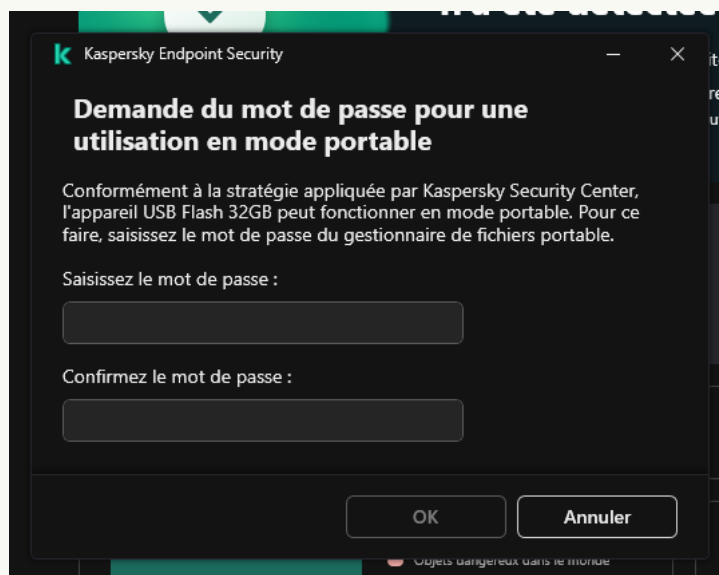 Kaspersky Endpoint Security
Demande du mot de passe pour une
utilisation en mode portable
Conformément à la stratégie appliquée par Kaspersky Security Center,
l'appareil USB Flash 32GB peut fonctionner en mode portable. Pour ce
faire, saisissez le mot de passe du gestionnaire de fichiers portable.
Saisissez le mot de passe :
Confirmez le mot de passe :
OK
Annuler
Objets dangereux dans le monde